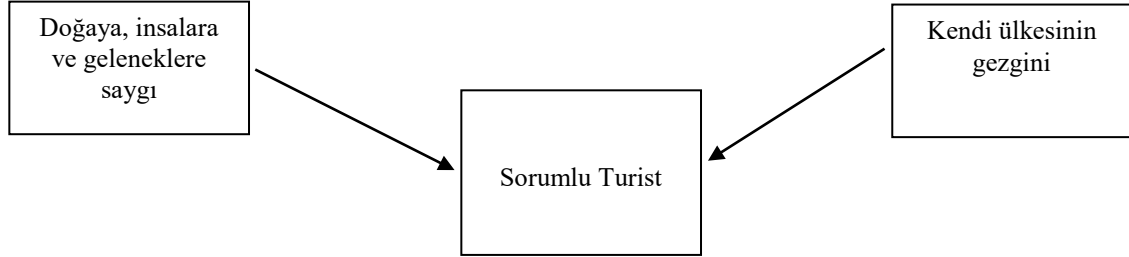 Doğaya, insalara
ve geleneklere
saygı
Kendi ülkesinin
gezgini
Sorumlu Turist